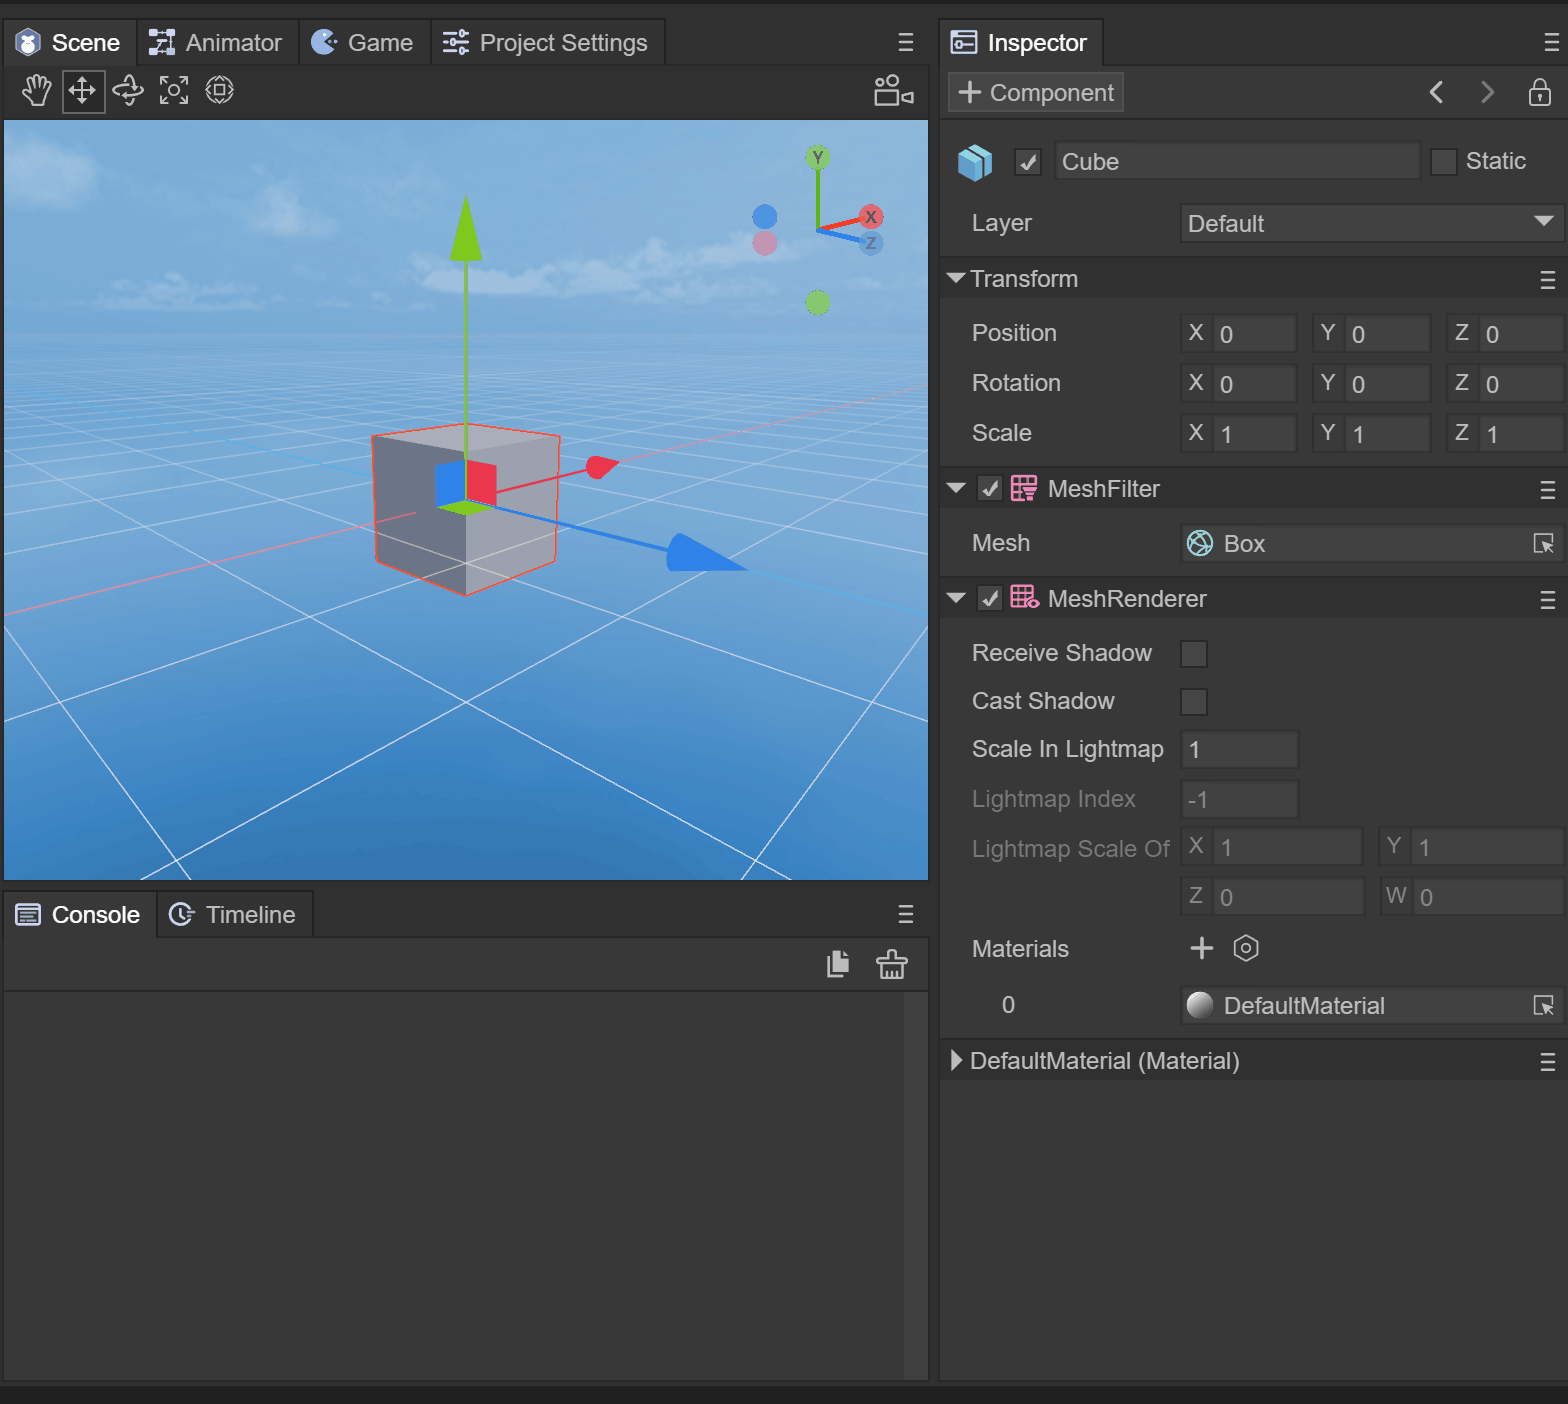 Scene Animator Game Project Settings
Y
X
Z
Console Timeline
Inspector
Component
Cube Static
Layer Default
Transform
Position X 0 Y 0 Z 0
Rotation X 0 Y 0 Z 0
Scale X 1 Y 1 Z 1
MeshFilter
Mesh Box
MeshRenderer
Receive Shadow
Cast Shadow
Scale In Lightmap 1
Lightmap Index -1
Lightmap Scale Of X 1 Y 1
Z 0 W 0
Materials
0 DefaultMaterial
DefaultMaterial (Material)